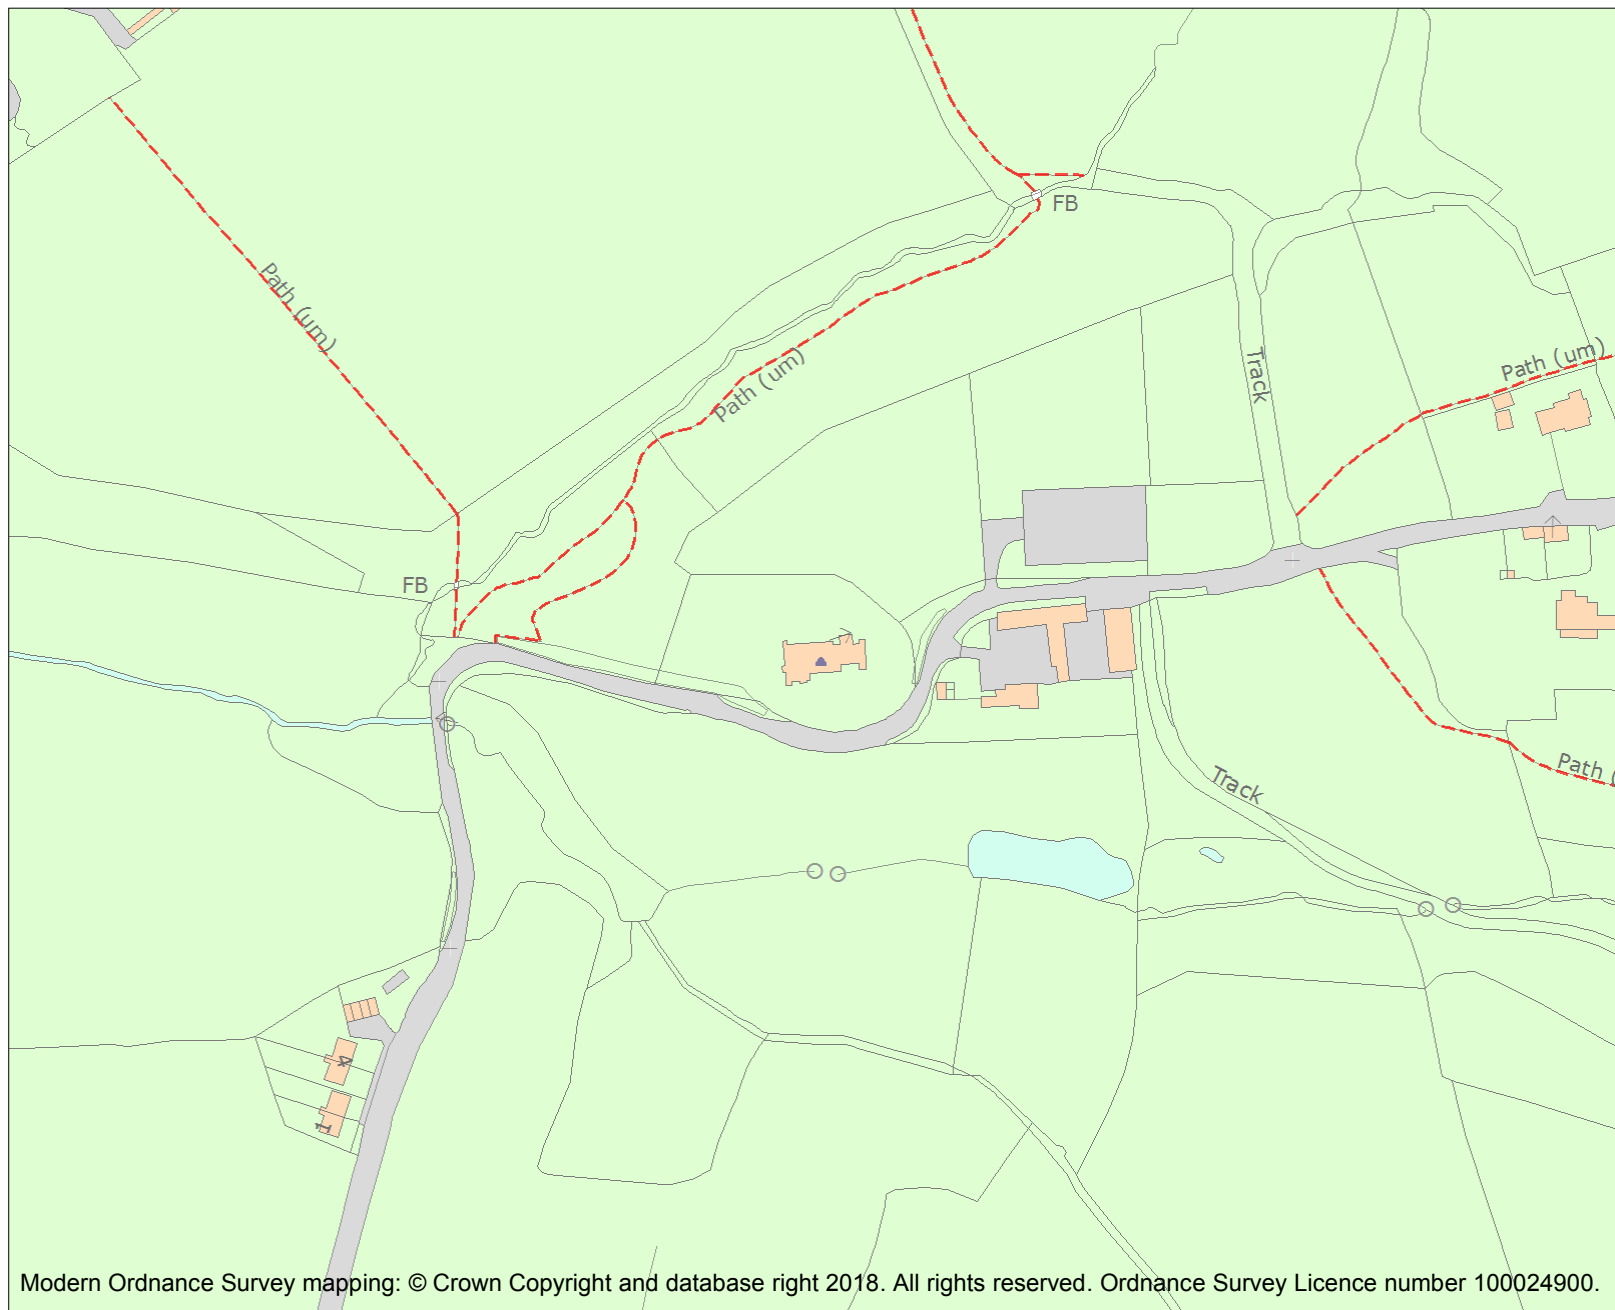 FB
Path (um)
Path (um)
Track
Path (um)
FB
Path (
Track
4
1
Modern Ordnance Survey mapping: © Crown Copyright and database right 2018. All rights reserved. Ordnance Survey Licence number 100024900.